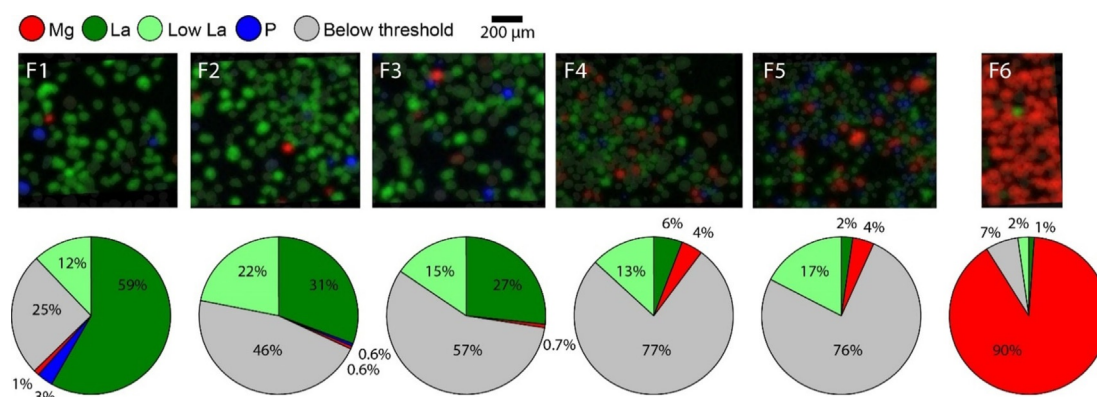 Mg La Low La P Below threshold 200 µm
F1 F2 F3 F4 F5 F6
12% 59% 25% 1% 3%
22% 31% 46% 0.6% 0.6%
15% 27% 57% 0.7%
6% 4% 13% 77%
2% 4% 17% 76%
7% 2% 1% 90%